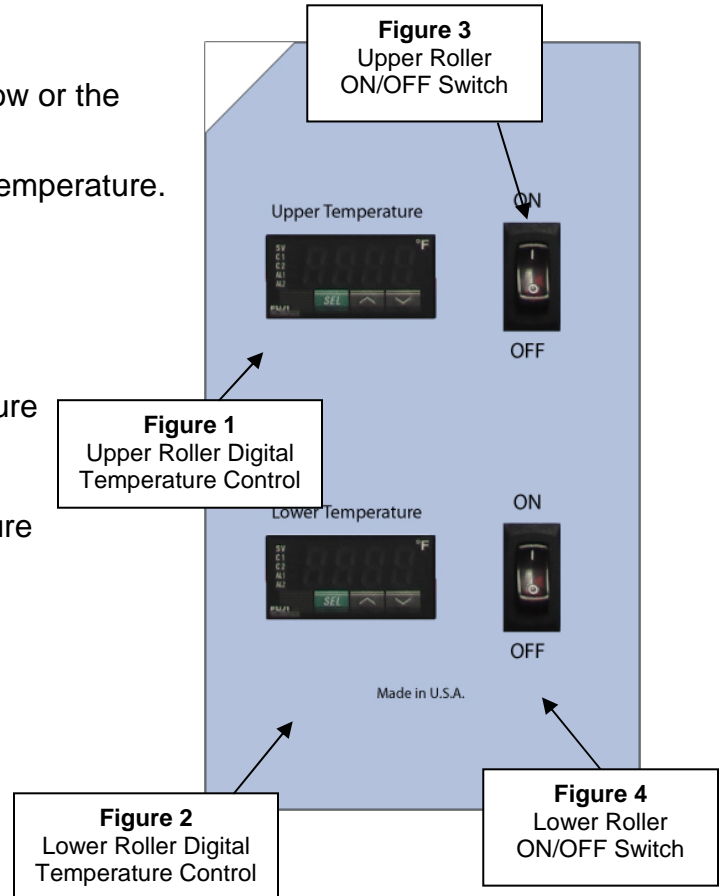 Figure 3
Upper Roller
ON/OFF Switch
ow or the
emperature.
ON
Upper Temperature
°F
SV
C1
C2
AL1
AL2
SEL
OFF
ure
Figure 1
Upper Roller Digital
Temperature Control
ON
Lower Temperature
ure
°F
SV
C1
C2
AL1
AL2
SEL
OFF
Made in U.S.A.
Figure 2
Lower Roller Digital
Temperature Control
Figure 4
Lower Roller
ON/OFF Switch